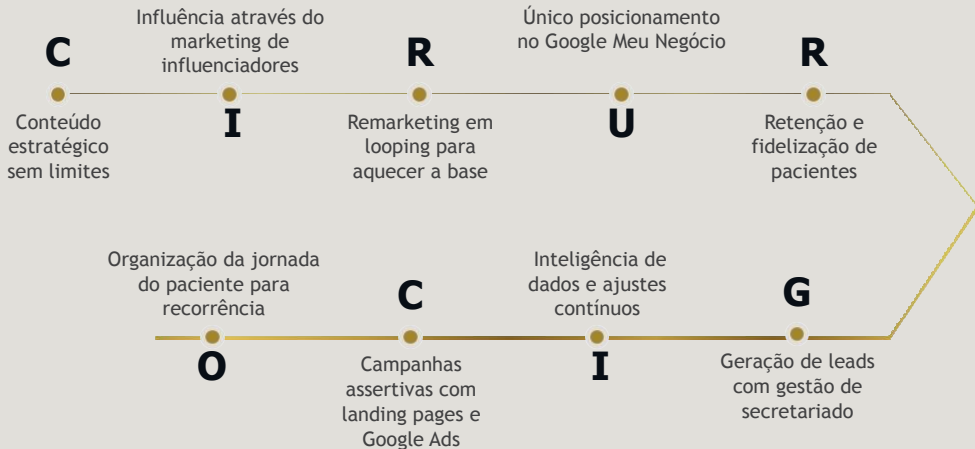 C
Conteúdo
estratégico
sem limites
Influência através do
marketing de
influenciadores
I
R
Remarketing em
looping para
aquecer a base
Único posicionamento
no Google Meu Negócio
U
R
Retenção e
fidelização de
pacientes
G
Geração de leads
com gestão de
secretariado
Inteligência de
dados e ajustes
contínuos
I
C
Campanhas
assertivas com
landing pages e
Google Ads
Organização da jornada
do paciente para
recorrência
O